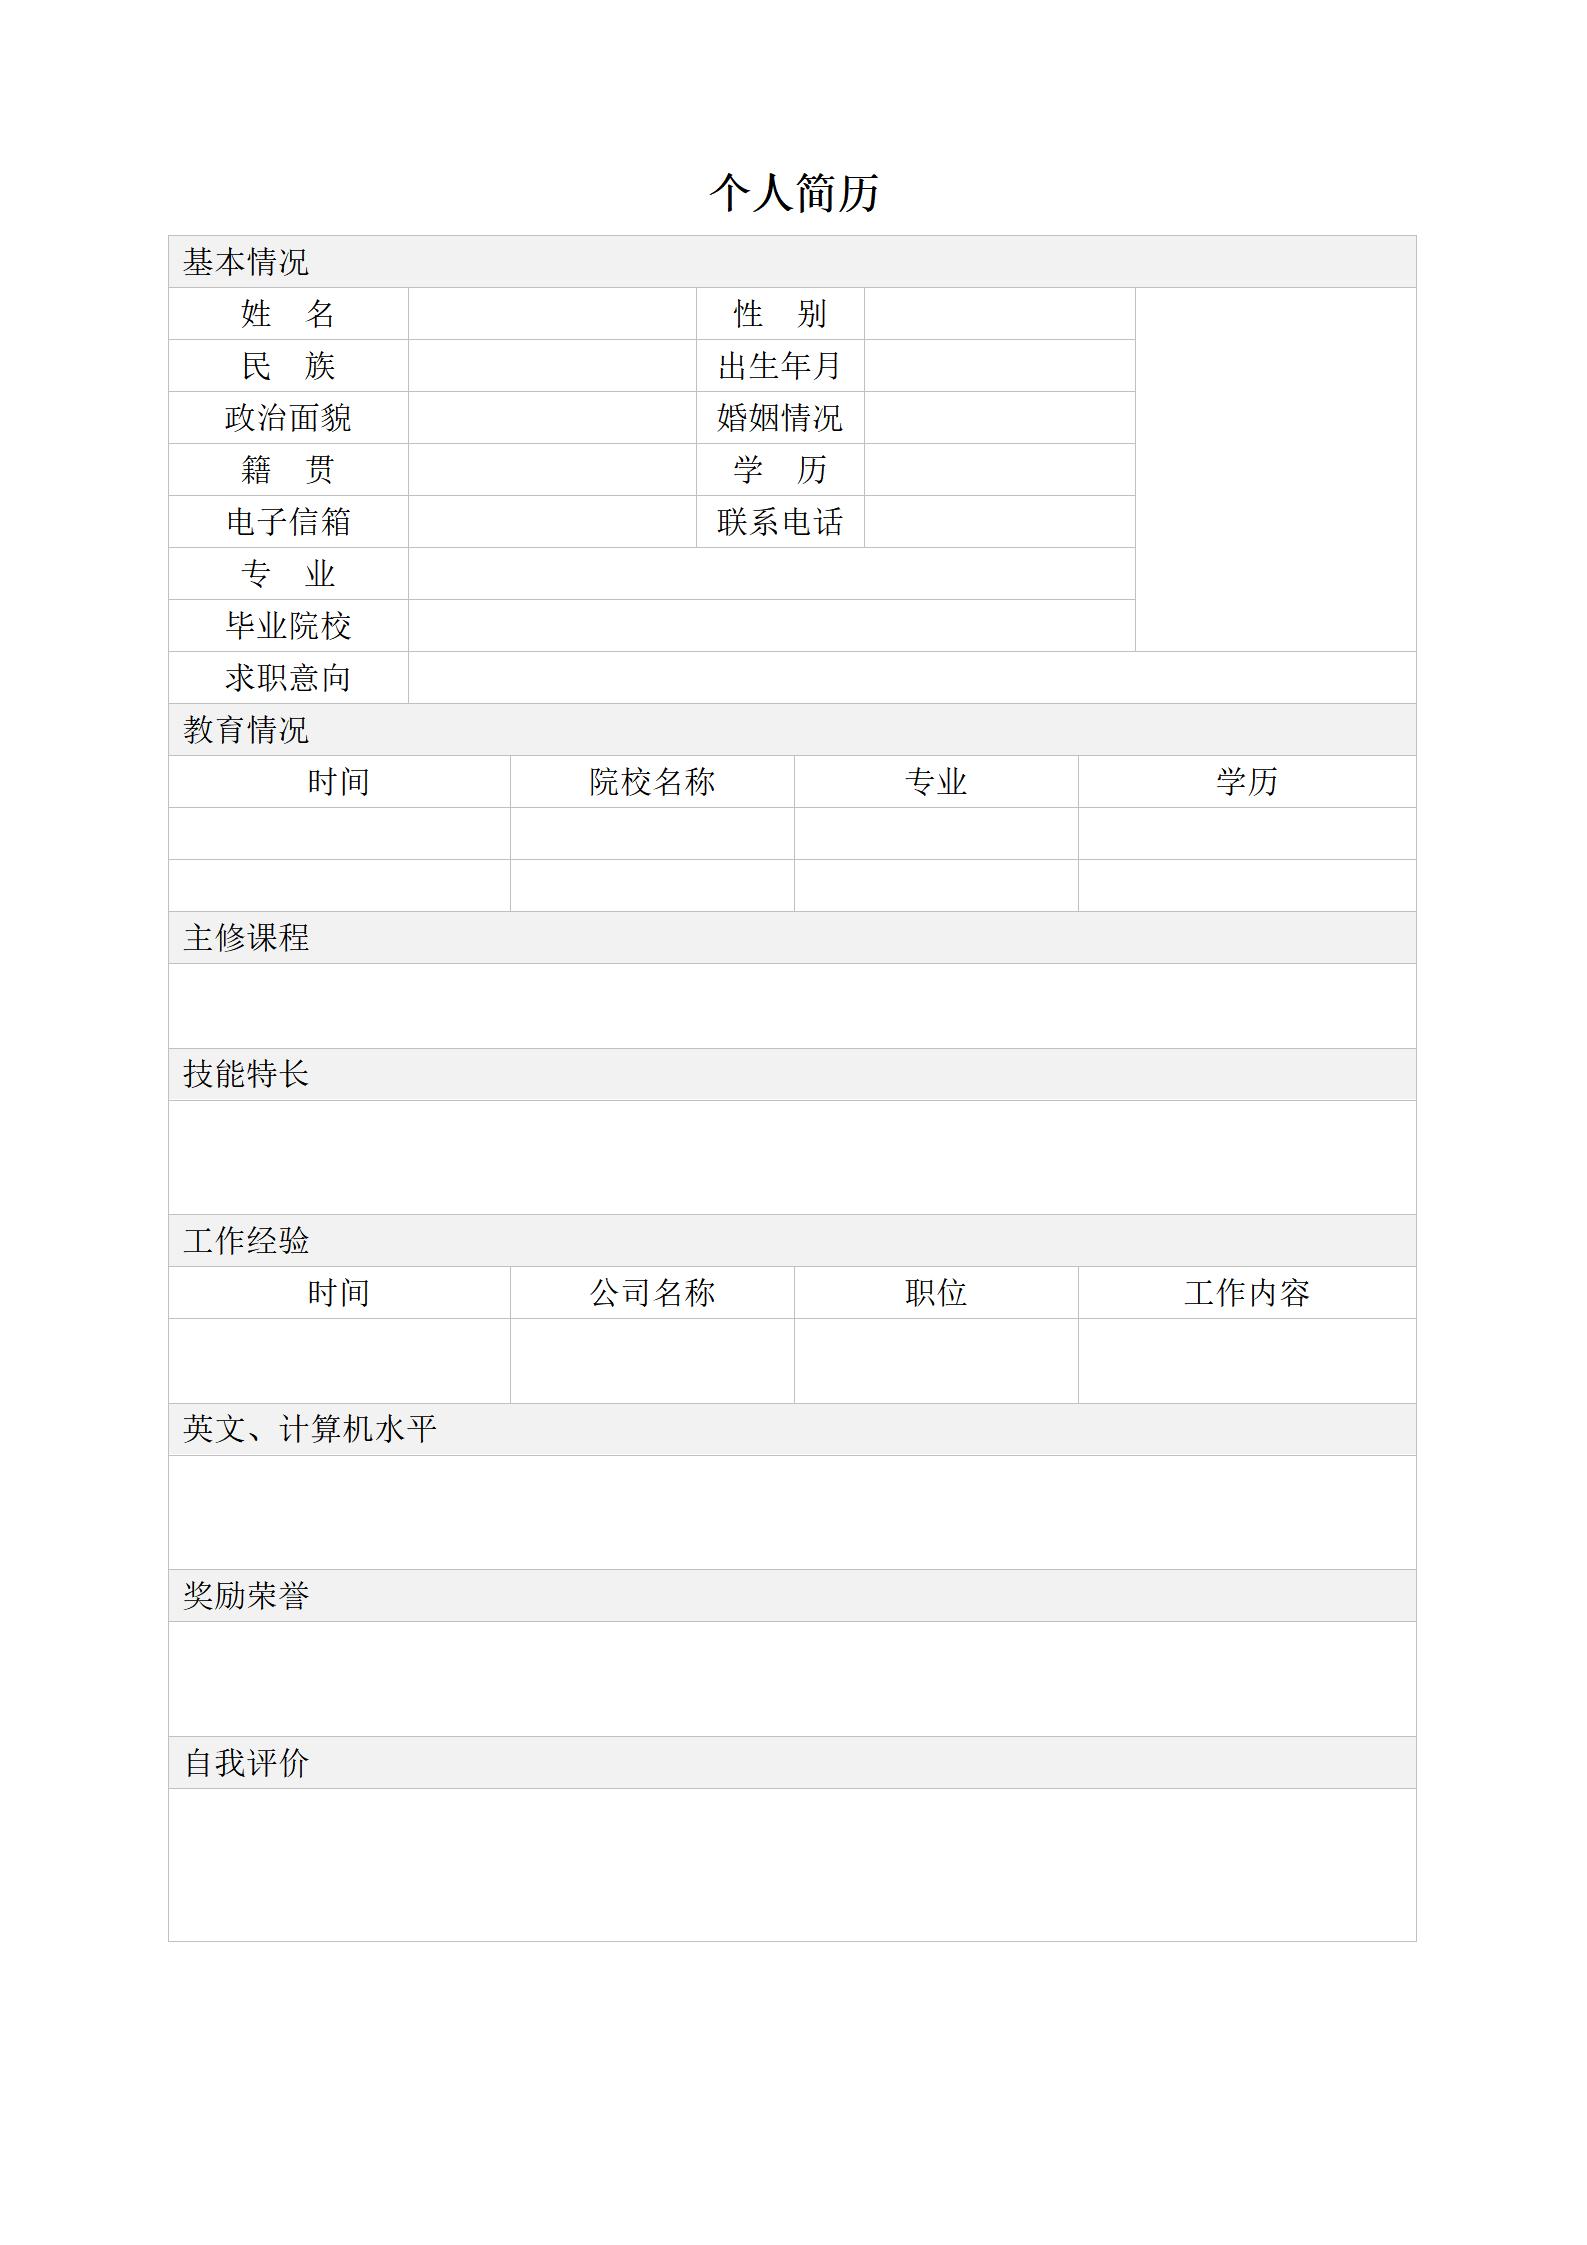 个人简历
基本情况
姓　名 性　别
民　族 出生年月
政治面貌 婚姻情况
籍　贯 学　历
电子信箱 联系电话
专　业
毕业院校
求职意向
教育情况
时间 院校名称 专业 学历
主修课程
技能特长
工作经验
时间 公司名称 职位 工作内容
英文、计算机水平
奖励荣誉
自我评价